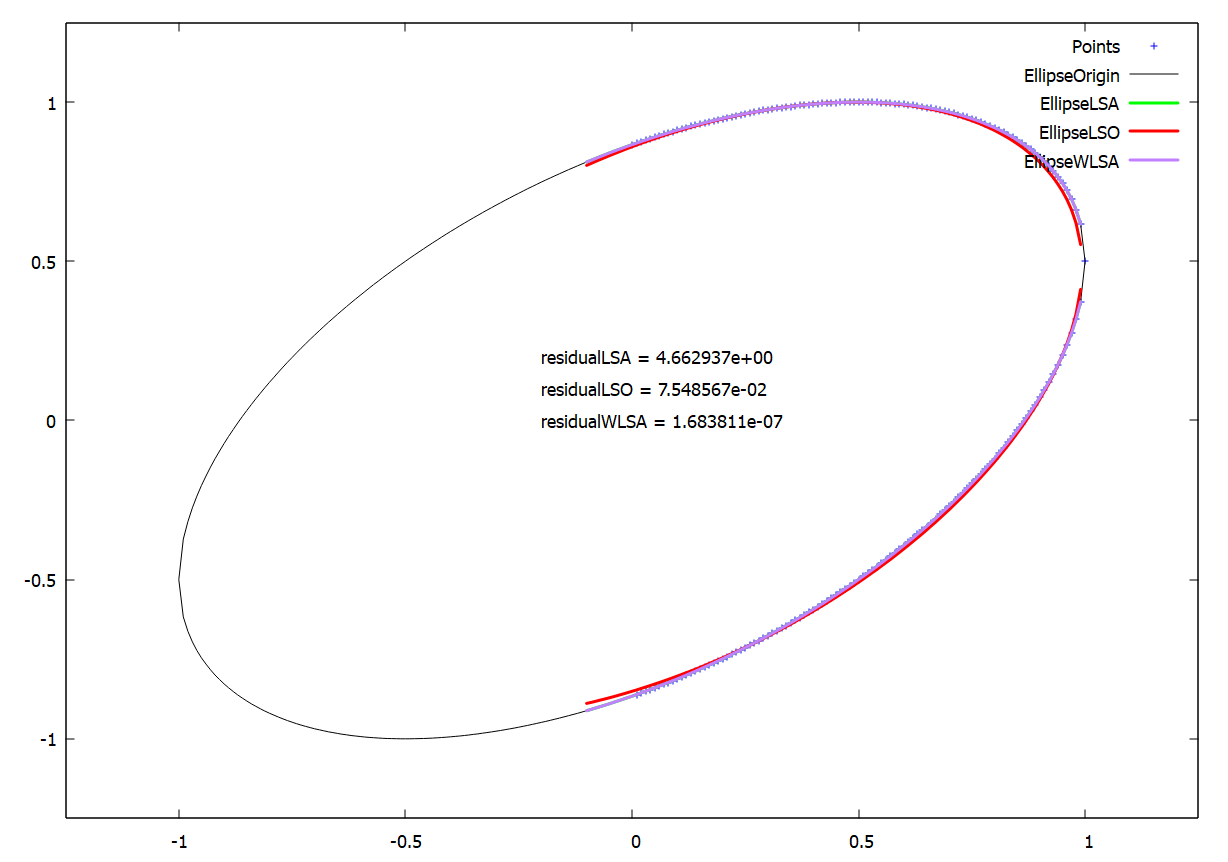 Points
EllipseOrigin
EllipseLSA
EllipseLSO
EllipseWLSA
1
0.5
0
-0.5
-1
residualLSA = 4.662937e+00
residualLSO = 7.548567e-02
residualWLSA = 1.683811e-07
-1
-0.5
0
0.5
1